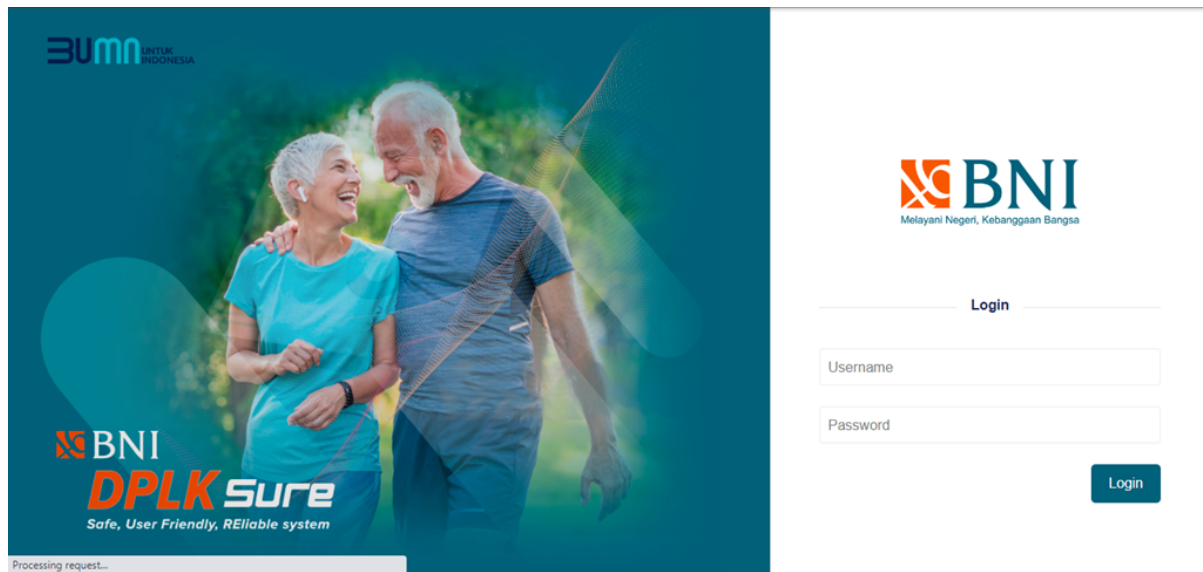 BUMN UNTUK
INDONESIA
BNI
DPLK Sure
Safe, User Friendly, REliable system
Processing request...
BNI
Melayani Negeri, Kebanggaan Bangsa
Login
Username
Password
Login